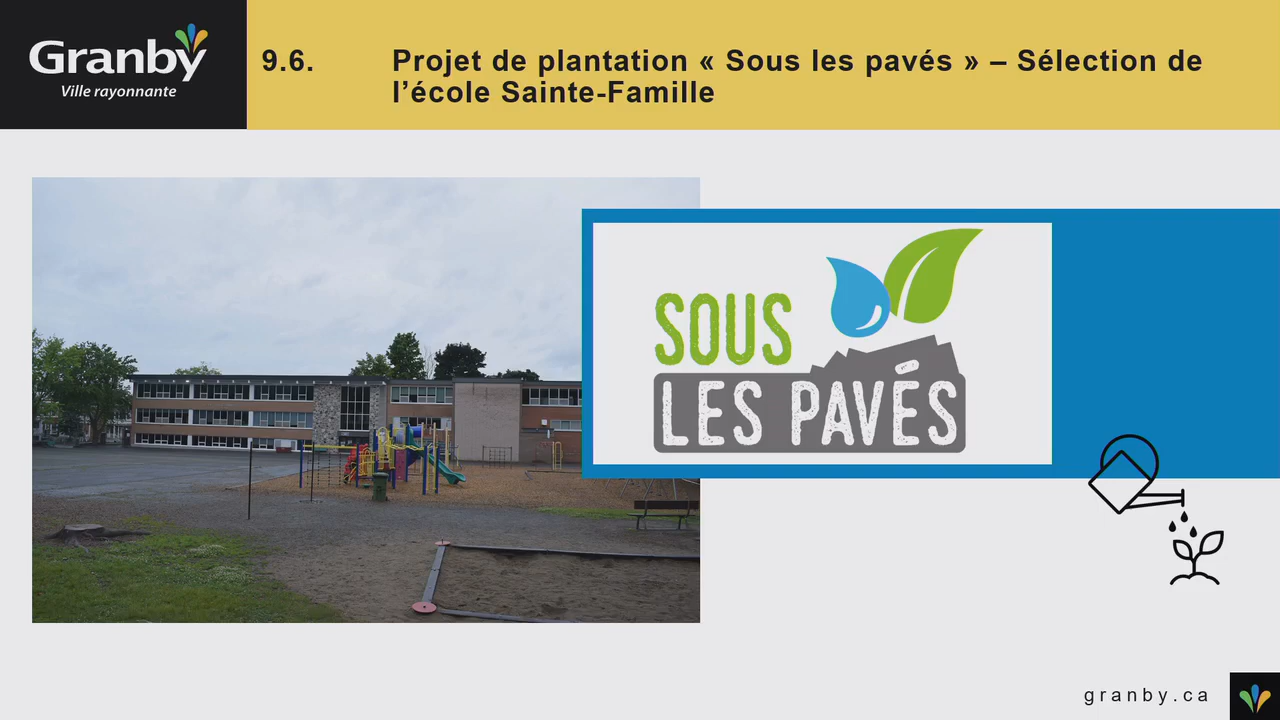 Granby
Ville rayonnante
9.6. Projet de plantation « Sous les pavés » – Sélection de
l’école Sainte-Famille
SOUS
LES PAVÉS
granby.ca